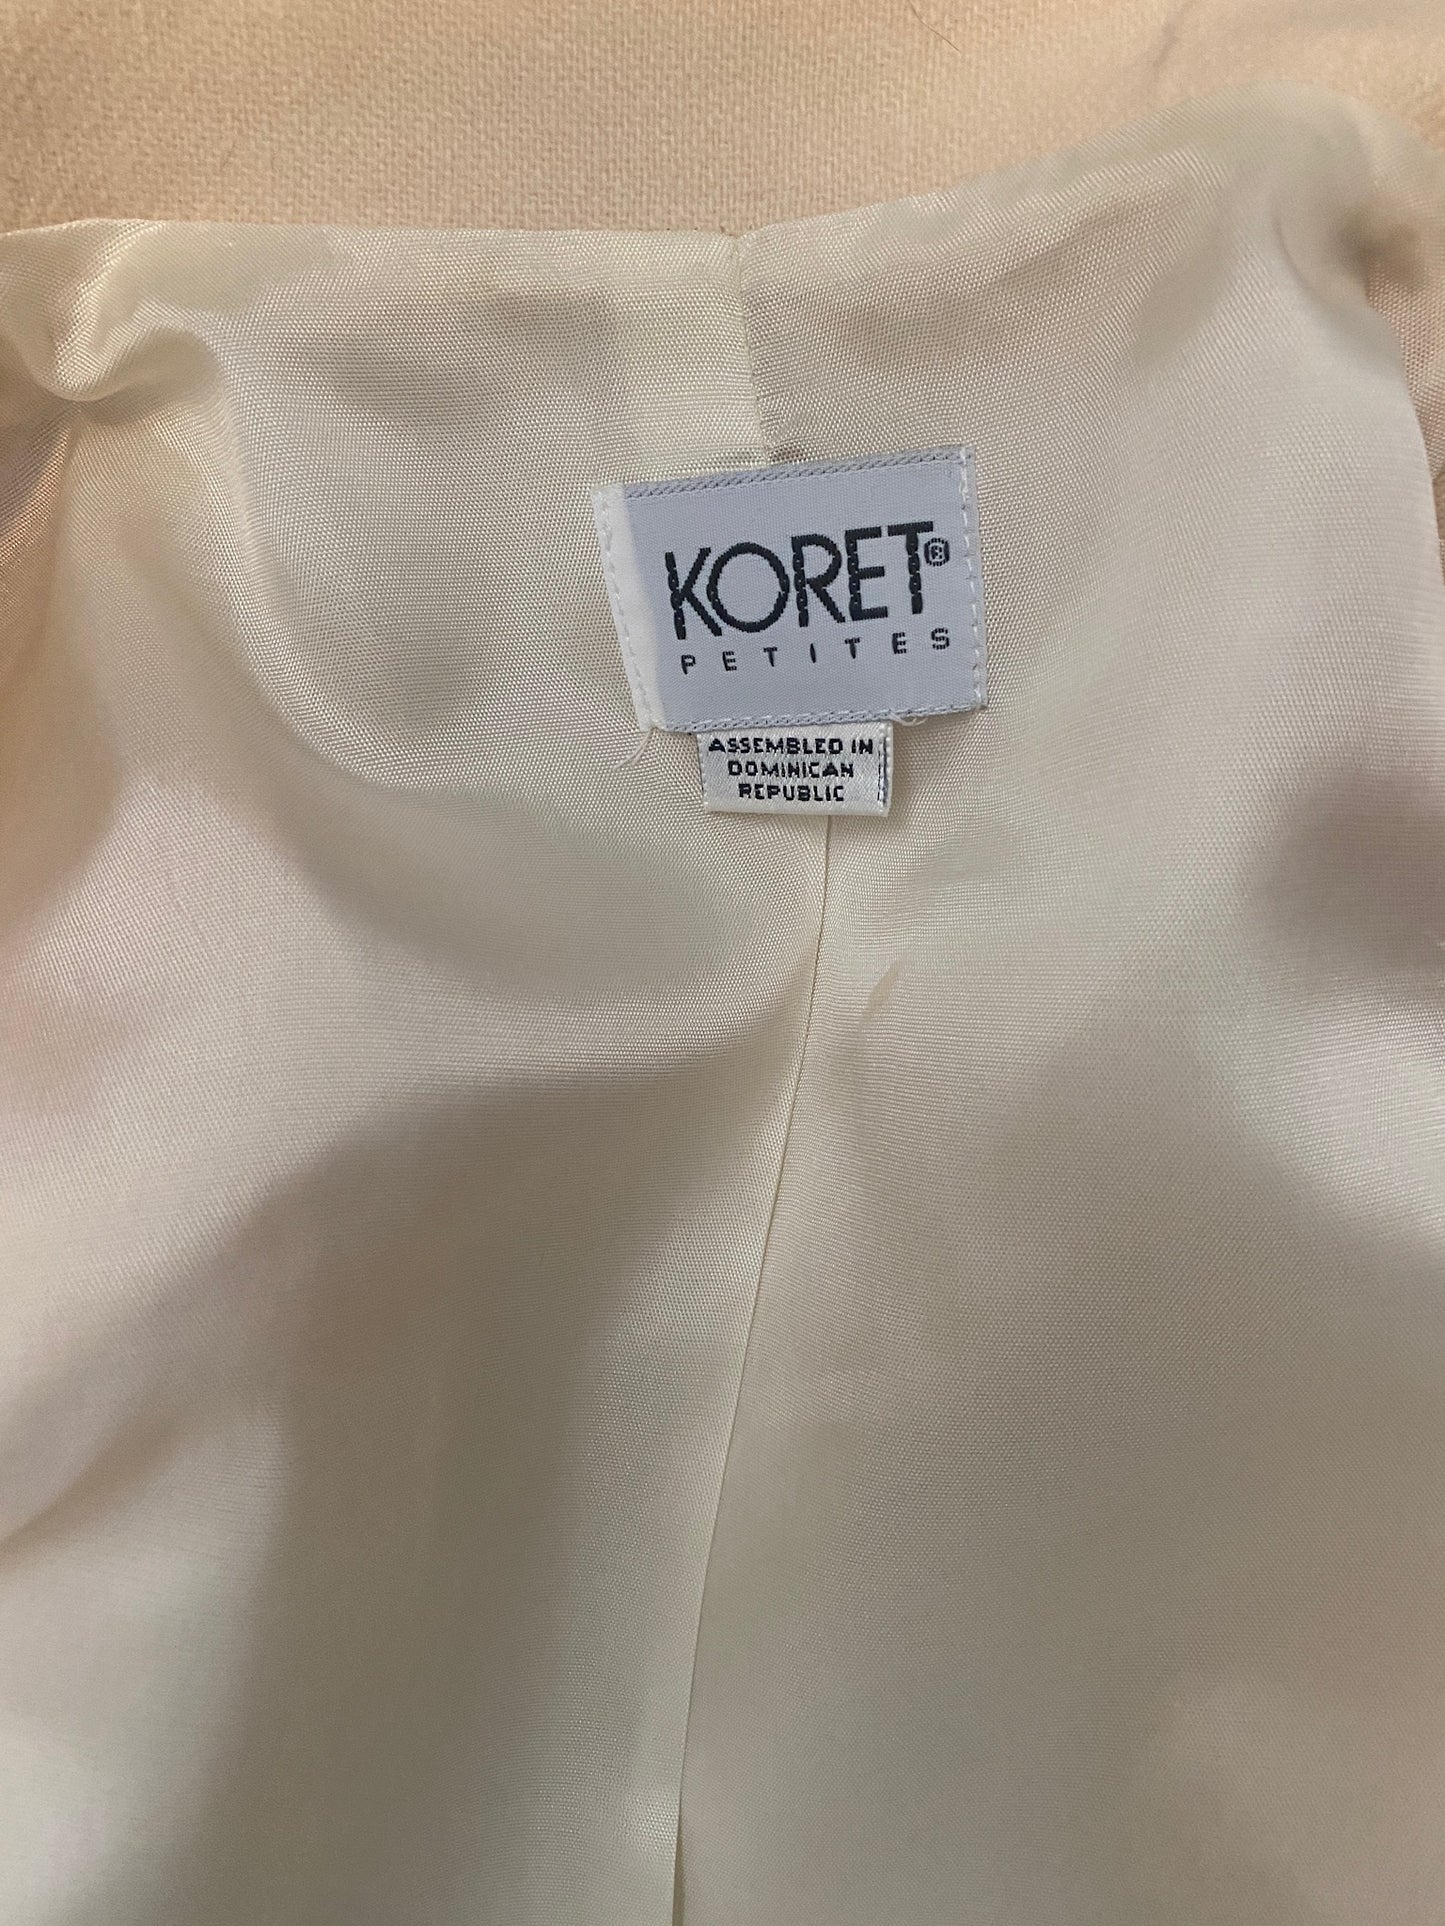 KORET®
PETITES
ASSEMBLED IN
DOMINICAN
REPUBLIC